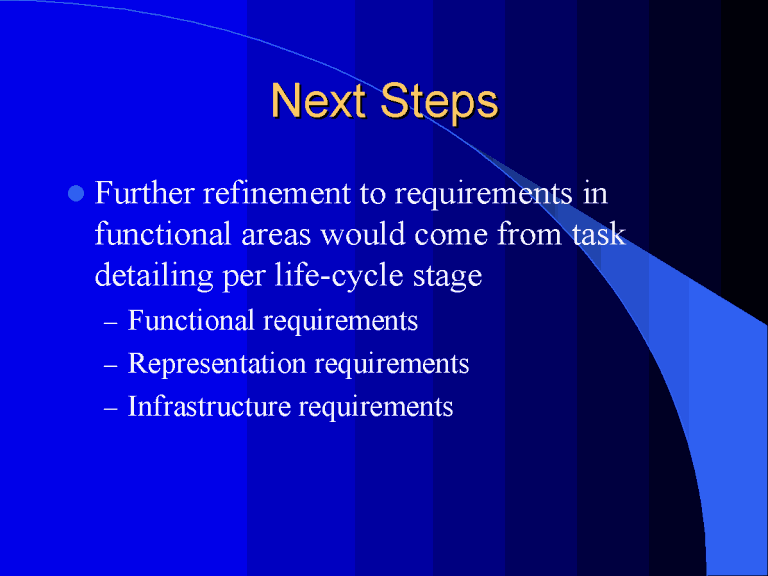 Next Steps
Further refinement to requirements in
functional areas would come from task
detailing per life-cycle stage
– Functional requirements
– Representation requirements
– Infrastructure requirements